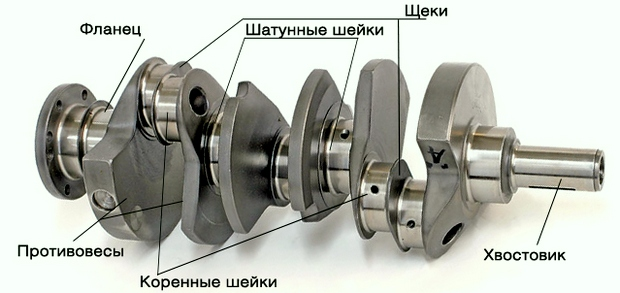 Щеки
Фланец
Шатунные шейки
Противовесы
Коренные шейки
Хвостовик